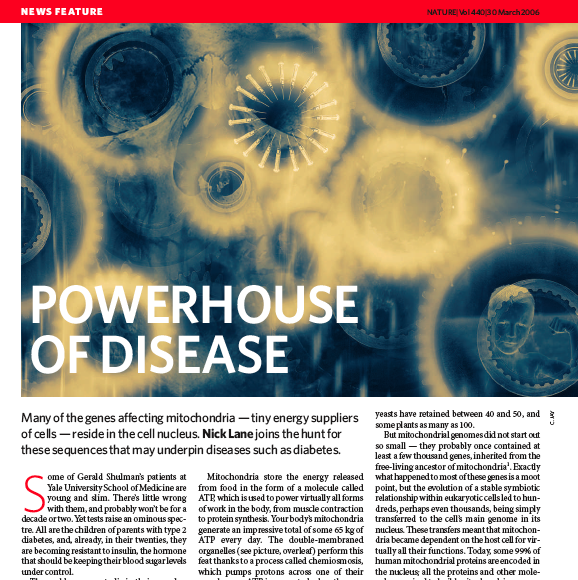 NEWS FEATURE
NATURE|Vol 440|30 March 2006
POWERHOUSE
OF DISEASE
Many of the genes affecting mitochondria — tiny energy suppliers
of cells — reside in the cell nucleus. Nick Lane joins the hunt for
these sequences that may underpin diseases such as diabetes.
Some of Gerald Shulman's patients at
Yale University School of Medicine are
young and slim. There's little wrong
with them, and probably won't be for a
decade or two. Yet tests raise an ominous spec-
tre. All are the children of parents with type 2
diabetes, and, already, in their twenties, they
are becoming resistant to insulin, the hormone
that should be keeping their blood sugar levels
under control.
Mitochondria store the energy released
from food in the form of a molecule called
ATP, which is used to power virtually all forms
of work in the body, from muscle contraction
to protein synthesis. Your body's mitochondria
generate an impressive total of some 65 kg of
ATP every day. The double-membraned
organelles (see picture, overleaf) perform this
feat thanks to a process called chemiosmosis,
which pumps protons across one of their
yeasts have retained between 40 and 50, and
some plants as many as 100.
But mitochondrial genomes did not start out
so small — they probably once contained at
least a few thousand genes, inherited from the
free-living ancestor of mitochondria¹. Exactly
what happened to most of these genes is a moot
point, but the evolution of a stable symbiotic
relationship within eukaryotic cells led to hun-
dreds, perhaps even thousands, being simply
transferred to the cell's main genome in its
nucleus. These transfers meant that mitochon-
dria became dependent on the host cell for vir-
tually all their functions. Today, some 99% of
human mitochondrial proteins are encoded in
the nucleus; all the proteins and other mole-
C. JAY